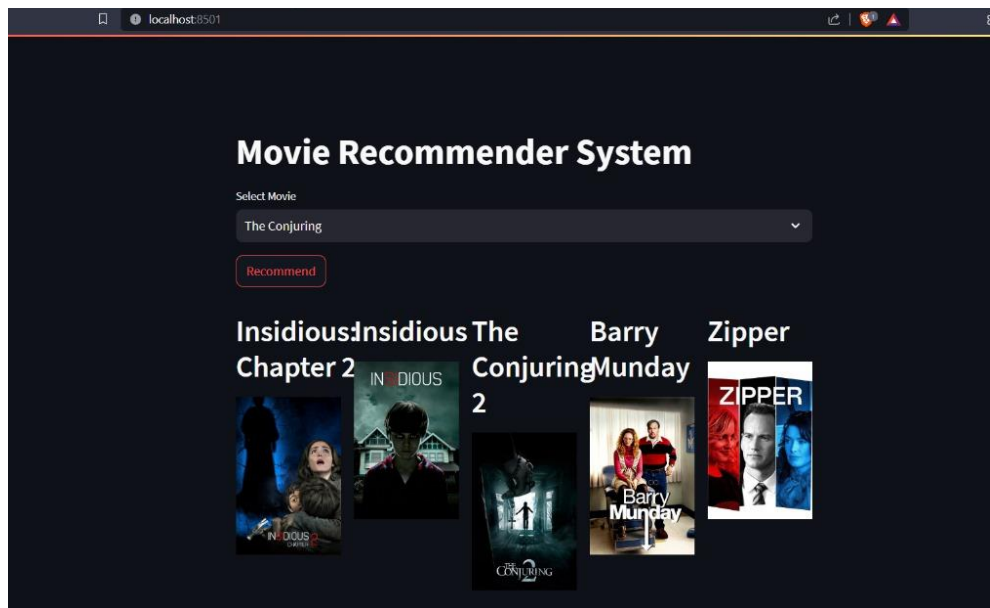 localhost:8501
Movie Recommender System
Select Movie
The Conjuring
Recommend
Insidious:
Chapter 2
Insidious
The
Conjuring
2
Barry
Munday
Zipper
INSIDIOUS
CHAPTER 2
INSIDIOUS
THE
CONJURING 2
Barry
Munday
ZIPPER